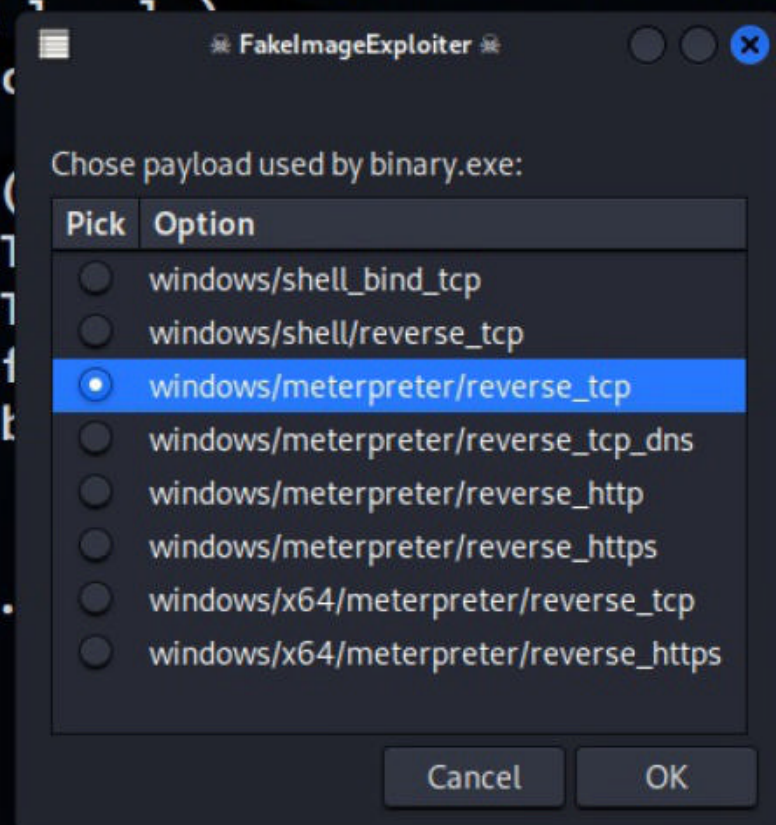 ☠ FakeImageExploiter ☠
Chose payload used by binary.exe:
Pick Option
windows/shell_bind_tcp
windows/shell/reverse_tcp
windows/meterpreter/reverse_tcp
windows/meterpreter/reverse_tcp_dns
windows/meterpreter/reverse_http
windows/meterpreter/reverse_https
windows/x64/meterpreter/reverse_tcp
windows/x64/meterpreter/reverse_https
Cancel OK